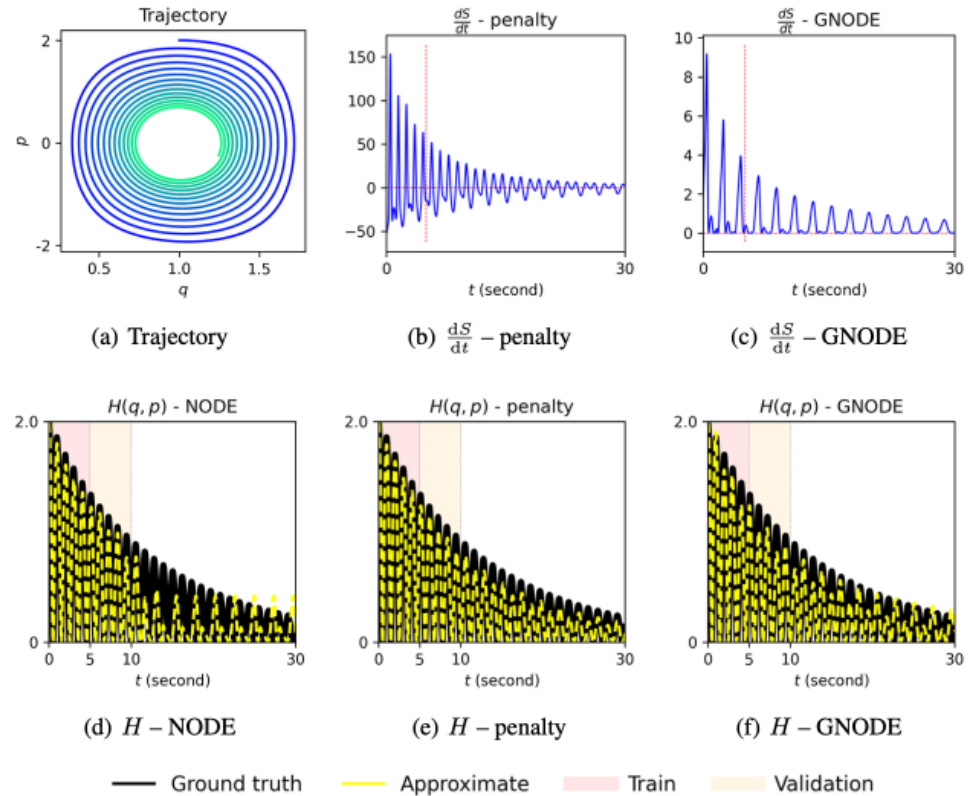 Trajectory
2
0
-2
p
0.5 1.0 1.5
q
(a) Trajectory
dS/dt - penalty
150
100
50
0
−50
0 30
t (second)
(b) dS/dt – penalty
dS/dt - GNODE
10
8
6
4
2
0
0 30
t (second)
(c) dS/dt – GNODE
H(q, p) - NODE
2.0
0
0 5 10 30
t (second)
(d) H – NODE
H(q, p) - penalty
2.0
0
0 5 10 30
t (second)
(e) H – penalty
H(q, p) - GNODE
2.0
0
0 5 10 30
t (second)
(f) H – GNODE
Ground truth Approximate Train Validation